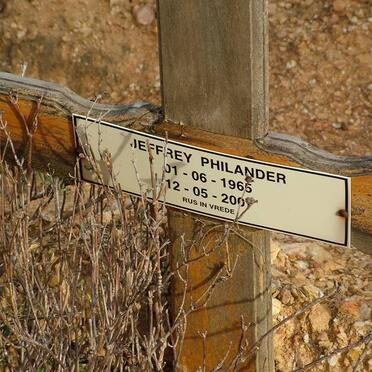 JEFFREY PHILANDER
01 - 06 - 1965
12 - 05 - 200
RUS IN VREDE